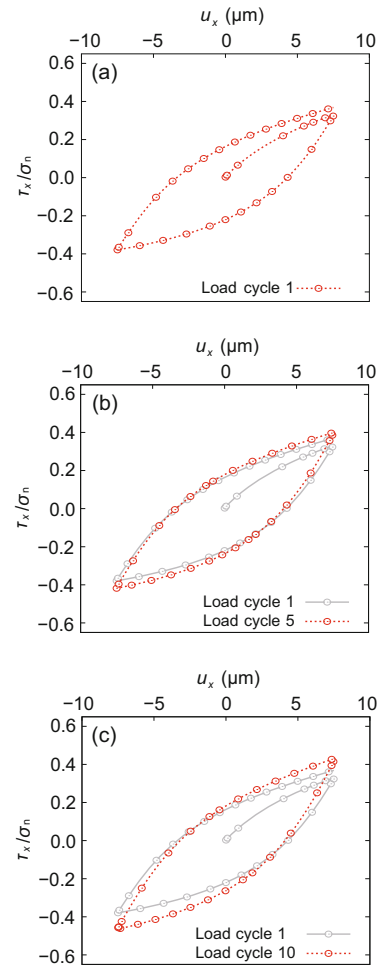 u_x (μm)
−10 −5 0 5 10
(a)
0.6
0.4
0.2
0.0
−0.2
−0.4
−0.6
τ_x/σ_n
Load cycle 1
u_x (μm)
−10 −5 0 5 10
(b)
0.6
0.4
0.2
0.0
−0.2
−0.4
−0.6
τ_x/σ_n
Load cycle 1
Load cycle 5
u_x (μm)
−10 −5 0 5 10
(c)
0.6
0.4
0.2
0.0
−0.2
−0.4
−0.6
τ_x/σ_n
Load cycle 1
Load cycle 10